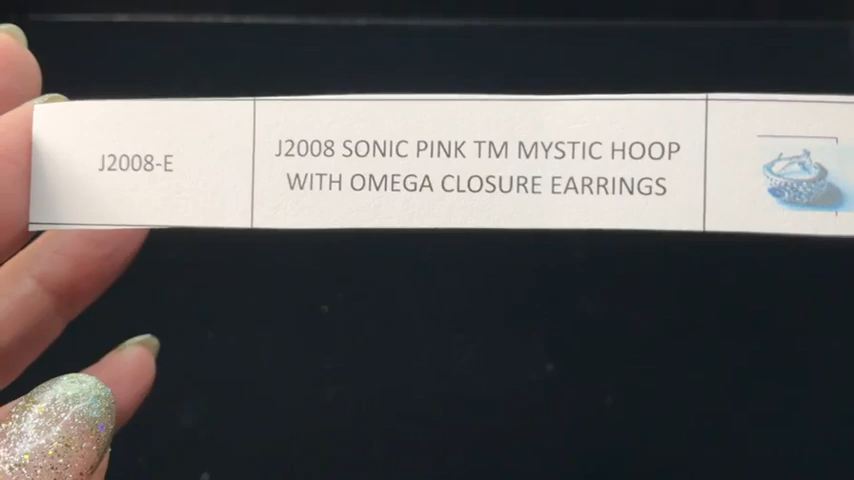 J2008-E
J2008 SONIC PINK TM MYSTIC HOOP
WITH OMEGA CLOSURE EARRINGS